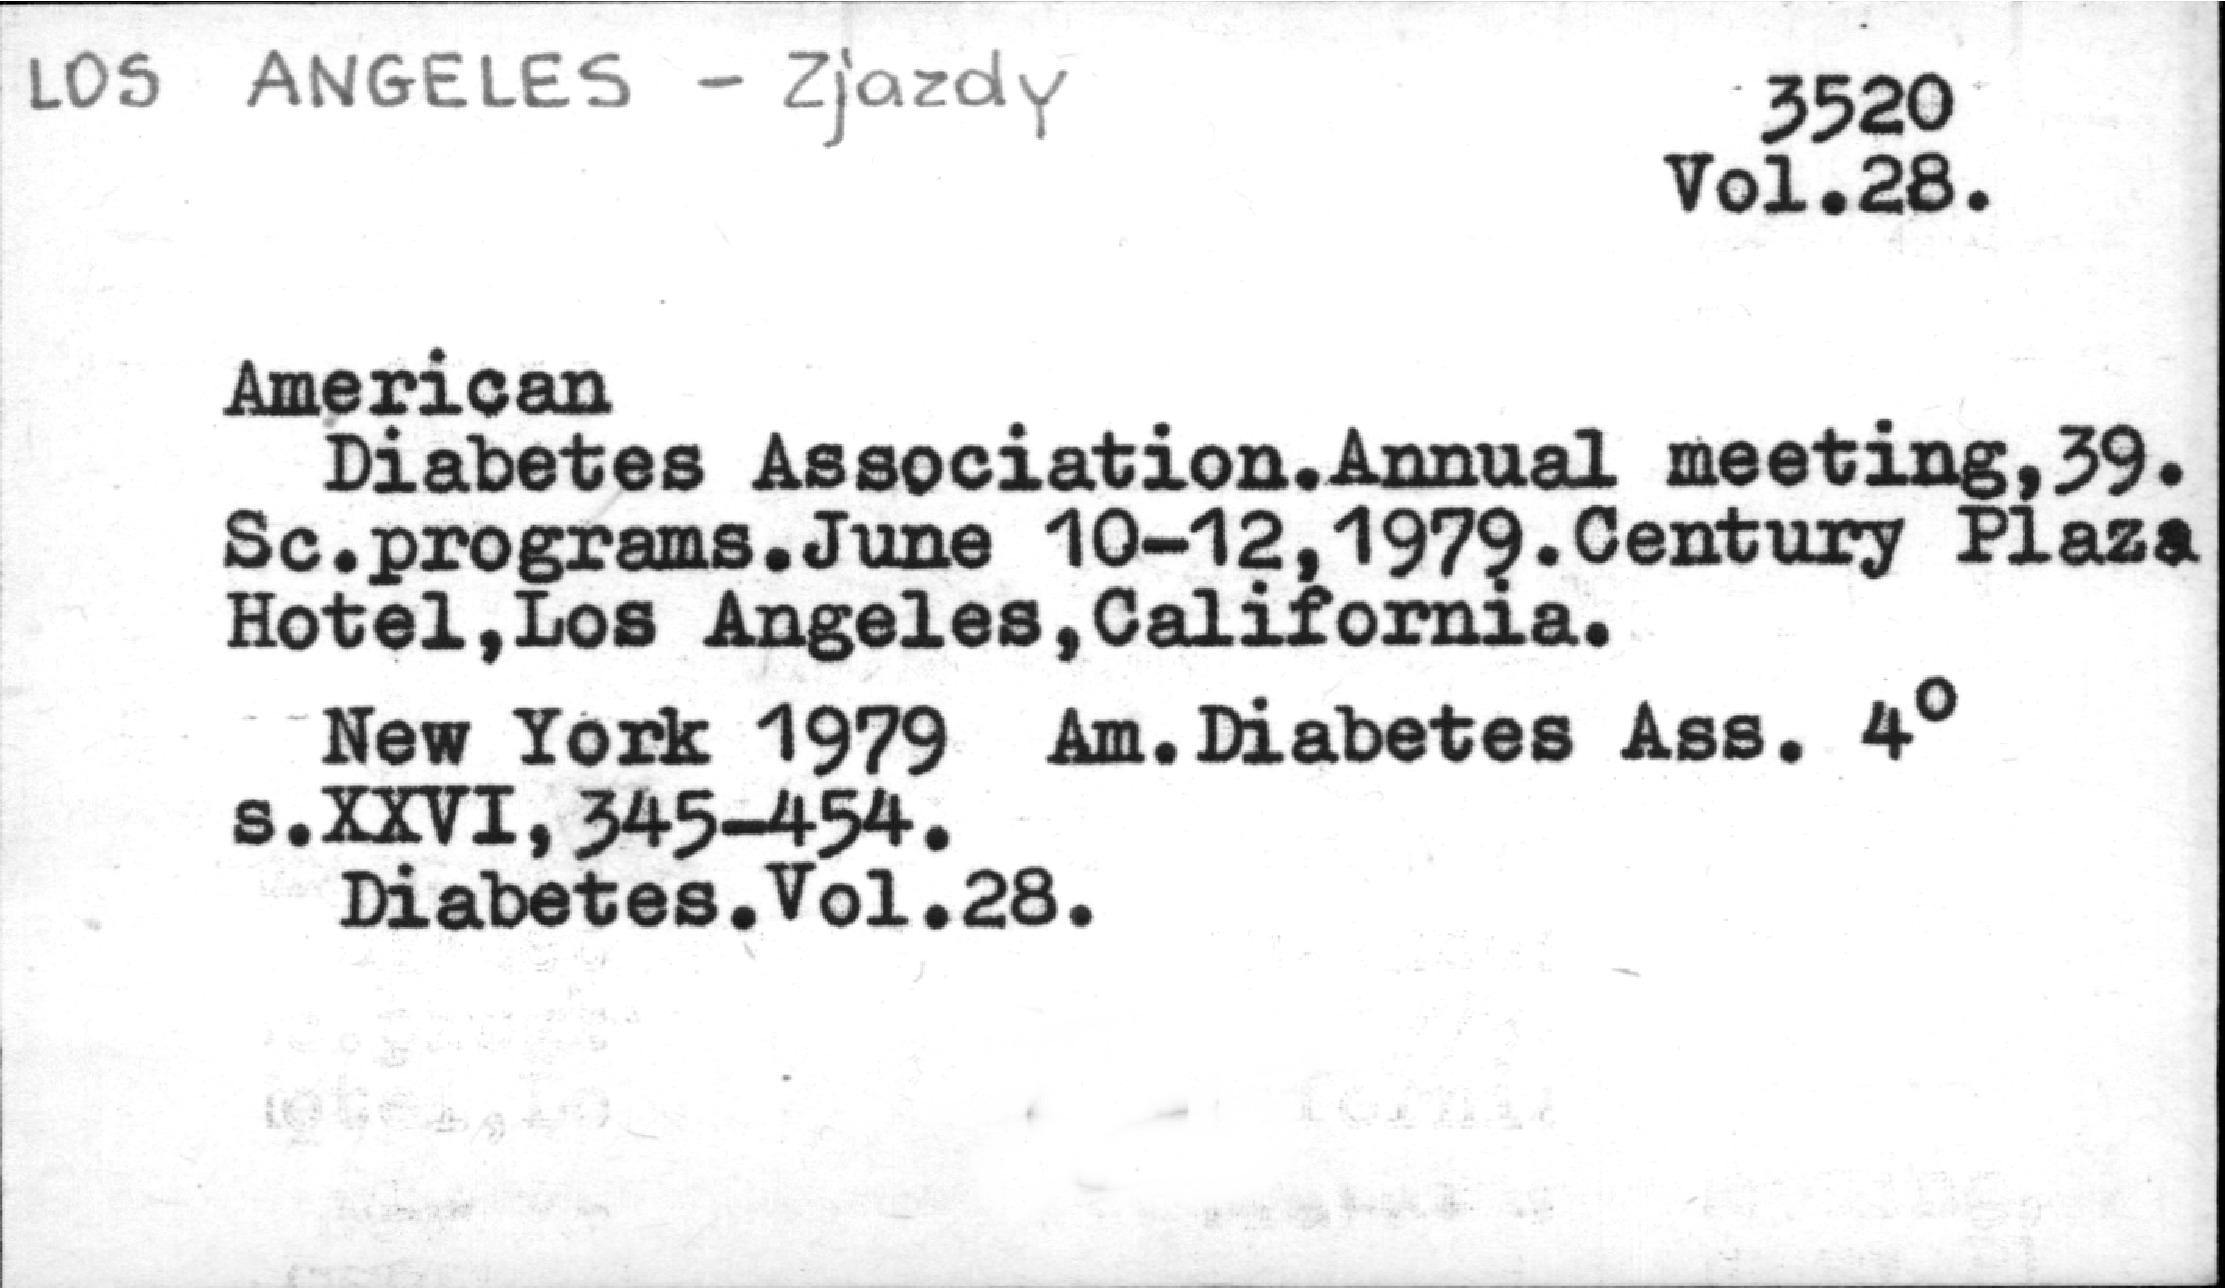 LOS ANGELES - Zjazdy
3520
Vol.28.
American
Diabetes Association.Annual meeting,39.
Sc.programs.June 10-12,1979.Century Plaza
Hotel,Los Angeles,California.
New York 1979 Am.Diabetes Ass. 4º
s.XXVI,345-454.
Diabetes.Vol.28.